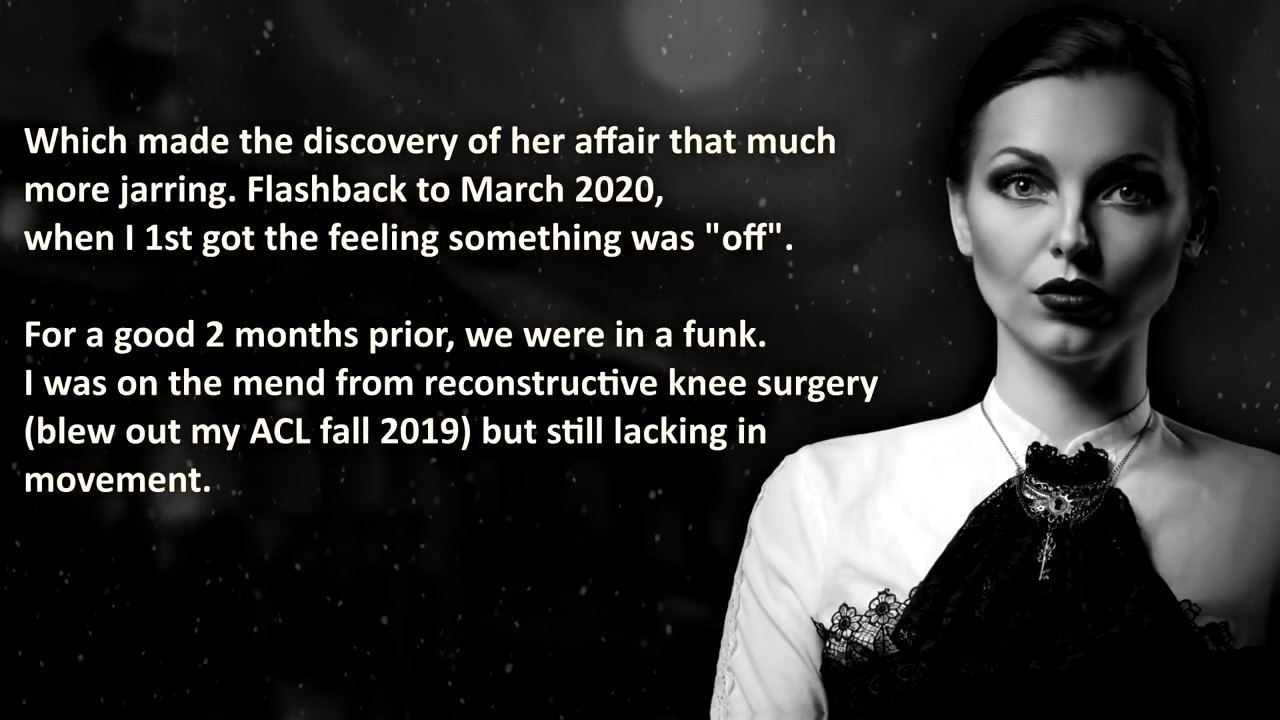 Which made the discovery of her affair that much
more jarring. Flashback to March 2020,
when I 1st got the feeling something was "off".
For a good 2 months prior, we were in a funk.
I was on the mend from reconstructive knee surgery
(blew out my ACL fall 2019) but still lacking in
movement.